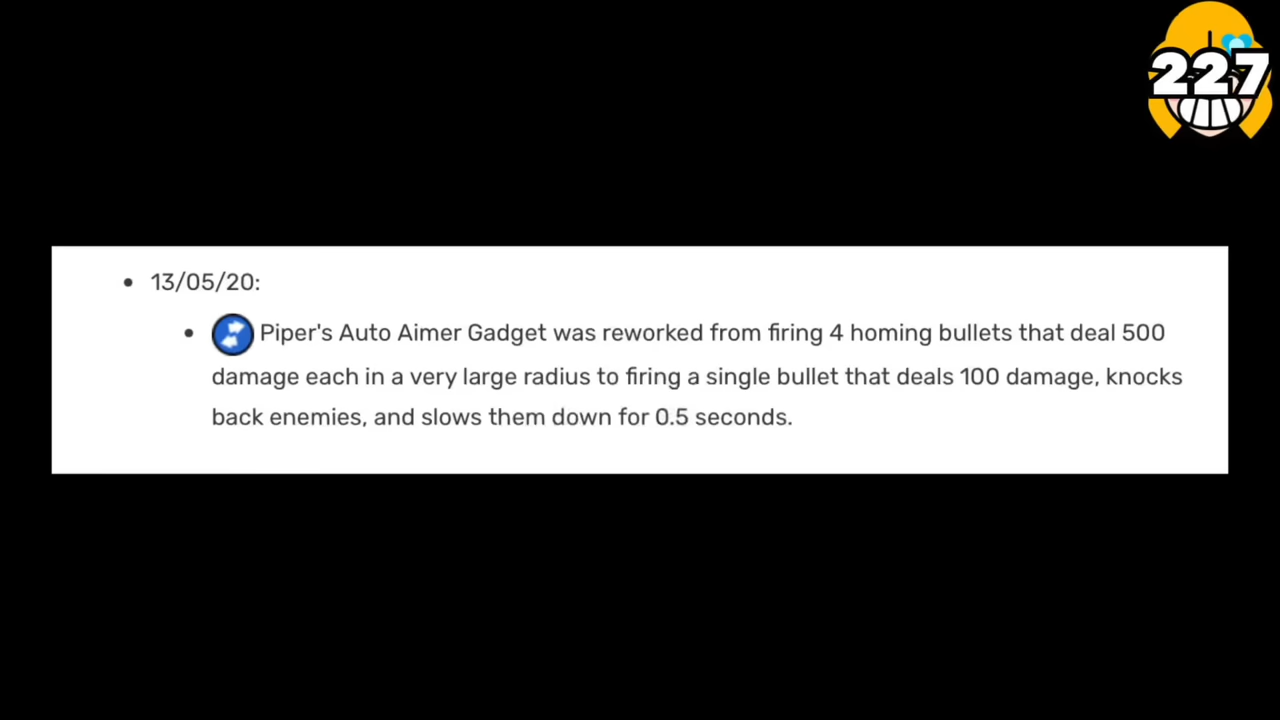 227
13/05/20:
Piper's Auto Aimer Gadget was reworked from firing 4 homing bullets that deal 500
damage each in a very large radius to firing a single bullet that deals 100 damage, knocks
back enemies, and slows them down for 0.5 seconds.